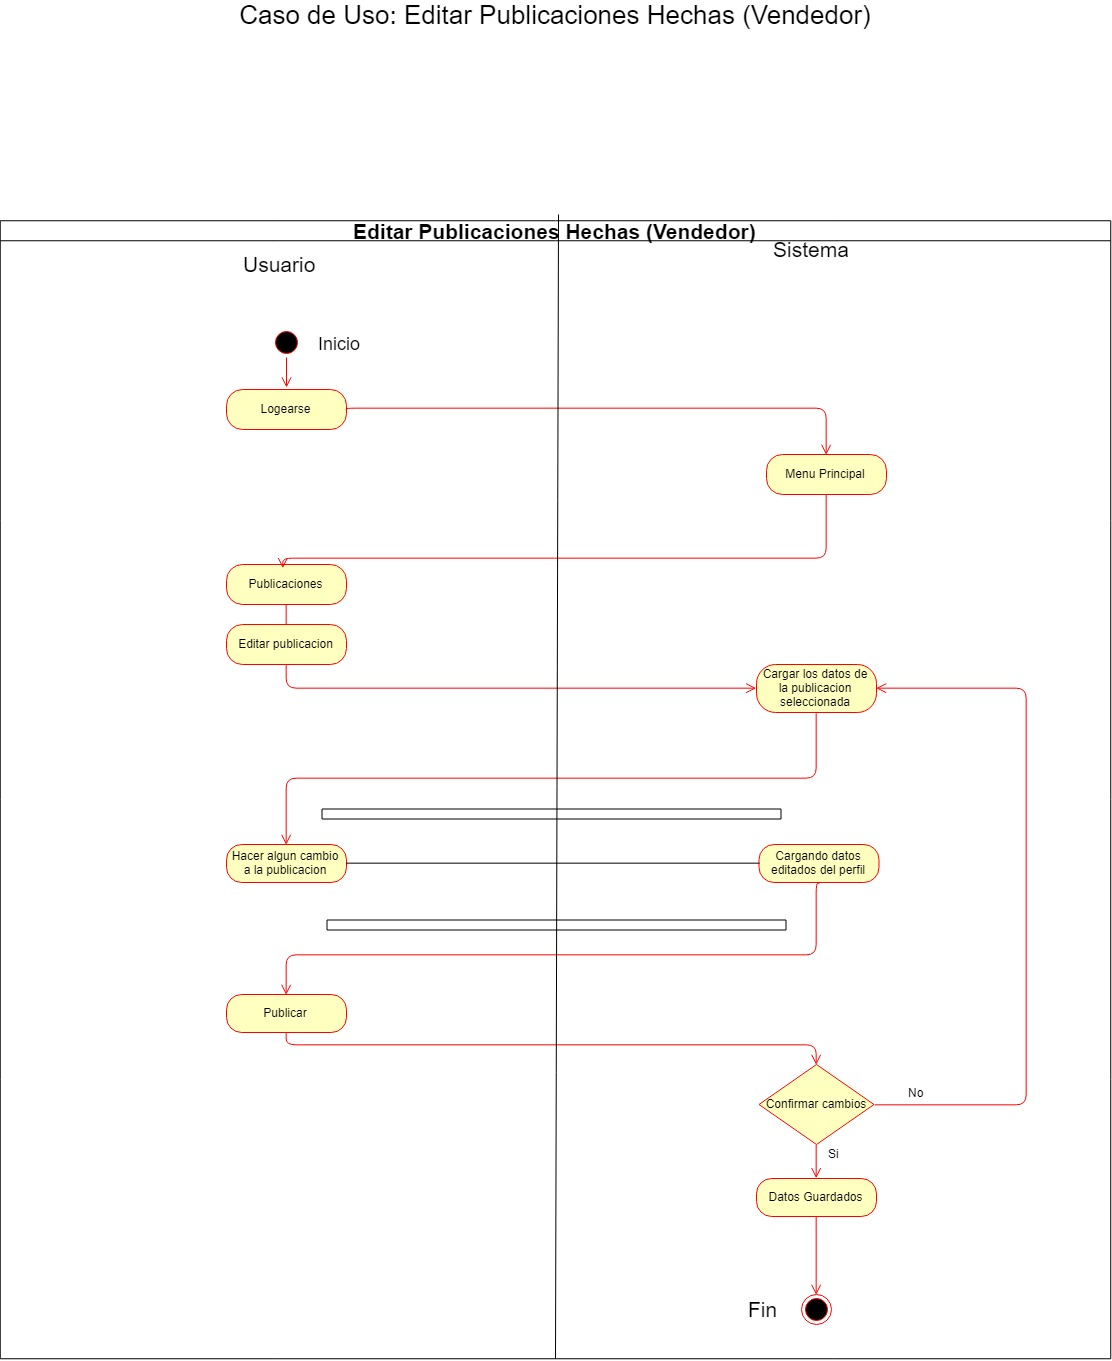 Caso de Uso: Editar Publicaciones Hechas (Vendedor)
Editar Publicaciones Hechas (Vendedor)
Usuario
Sistema
Inicio
Logearse
Menu Principal
Publicaciones
Editar publicacion
Cargar los datos de
la publicacion
seleccionada
Hacer algun cambio
a la publicacion
Cargando datos
editados del perfil
Publicar
Confirmar cambios
No
Si
Datos Guardados
Fin